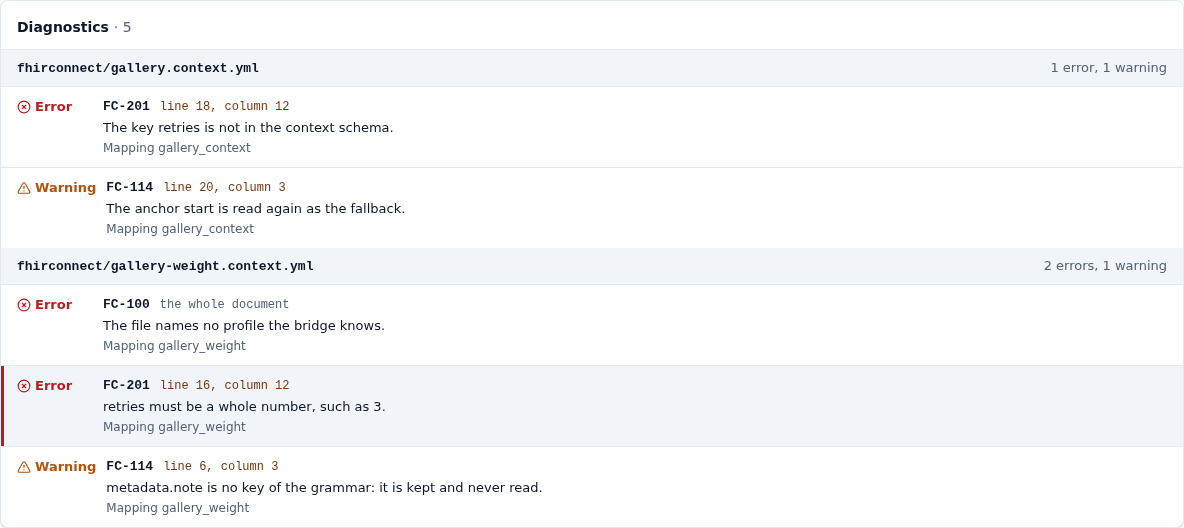 Diagnostics · 5
fhirconnect/gallery.context.yml 1 error, 1 warning
Error FC-201 line 18, column 12
The key retries is not in the context schema.
Mapping gallery_context
Warning FC-114 line 20, column 3
The anchor start is read again as the fallback.
Mapping gallery_context
fhirconnect/gallery-weight.context.yml 2 errors, 1 warning
Error FC-100 the whole document
The file names no profile the bridge knows.
Mapping gallery_weight
Error FC-201 line 16, column 12
retries must be a whole number, such as 3.
Mapping gallery_weight
Warning FC-114 line 6, column 3
metadata.note is no key of the grammar: it is kept and never read.
Mapping gallery_weight